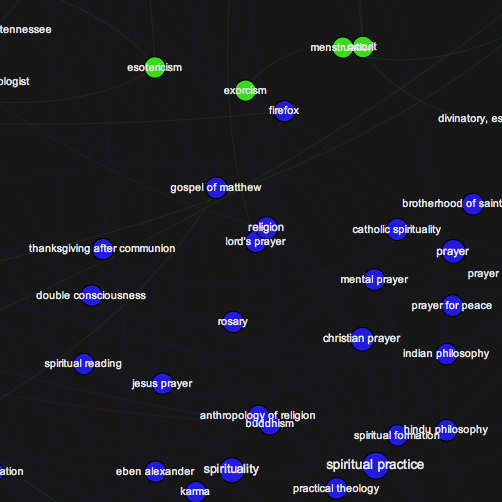 tennessee
menstruation
occult
esotericism
ologist
exorcism
firefox
divinatory, es
gospel of matthew
brotherhood of saint
religion
catholic spirituality
lord's prayer
thanksgiving after communion
prayer
prayer
mental prayer
double consciousness
prayer for peace
rosary
christian prayer
indian philosophy
spiritual reading
jesus prayer
anthropology of religion
buddhism
hindu philosophy
spiritual formation
spiritual practice
ation
eben alexander
spirituality
karma
practical theology